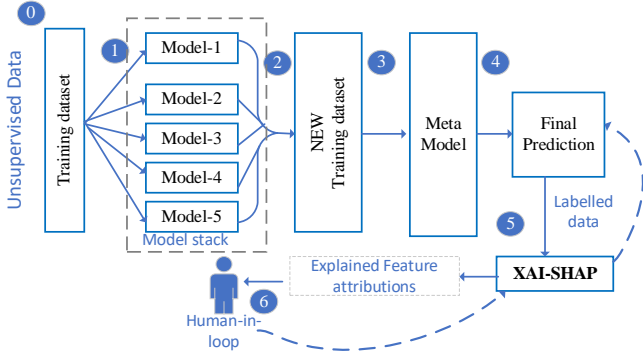 0
Unsupervised Data
Training dataset
1
Model-1
Model-2
Model-3
Model-4
Model-5
Model stack
2
NEW
Training dataset
3
Meta
Model
4
Final
Prediction
Labelled
data
5
XAI-SHAP
Explained Feature
attributions
6
Human-in-
loop